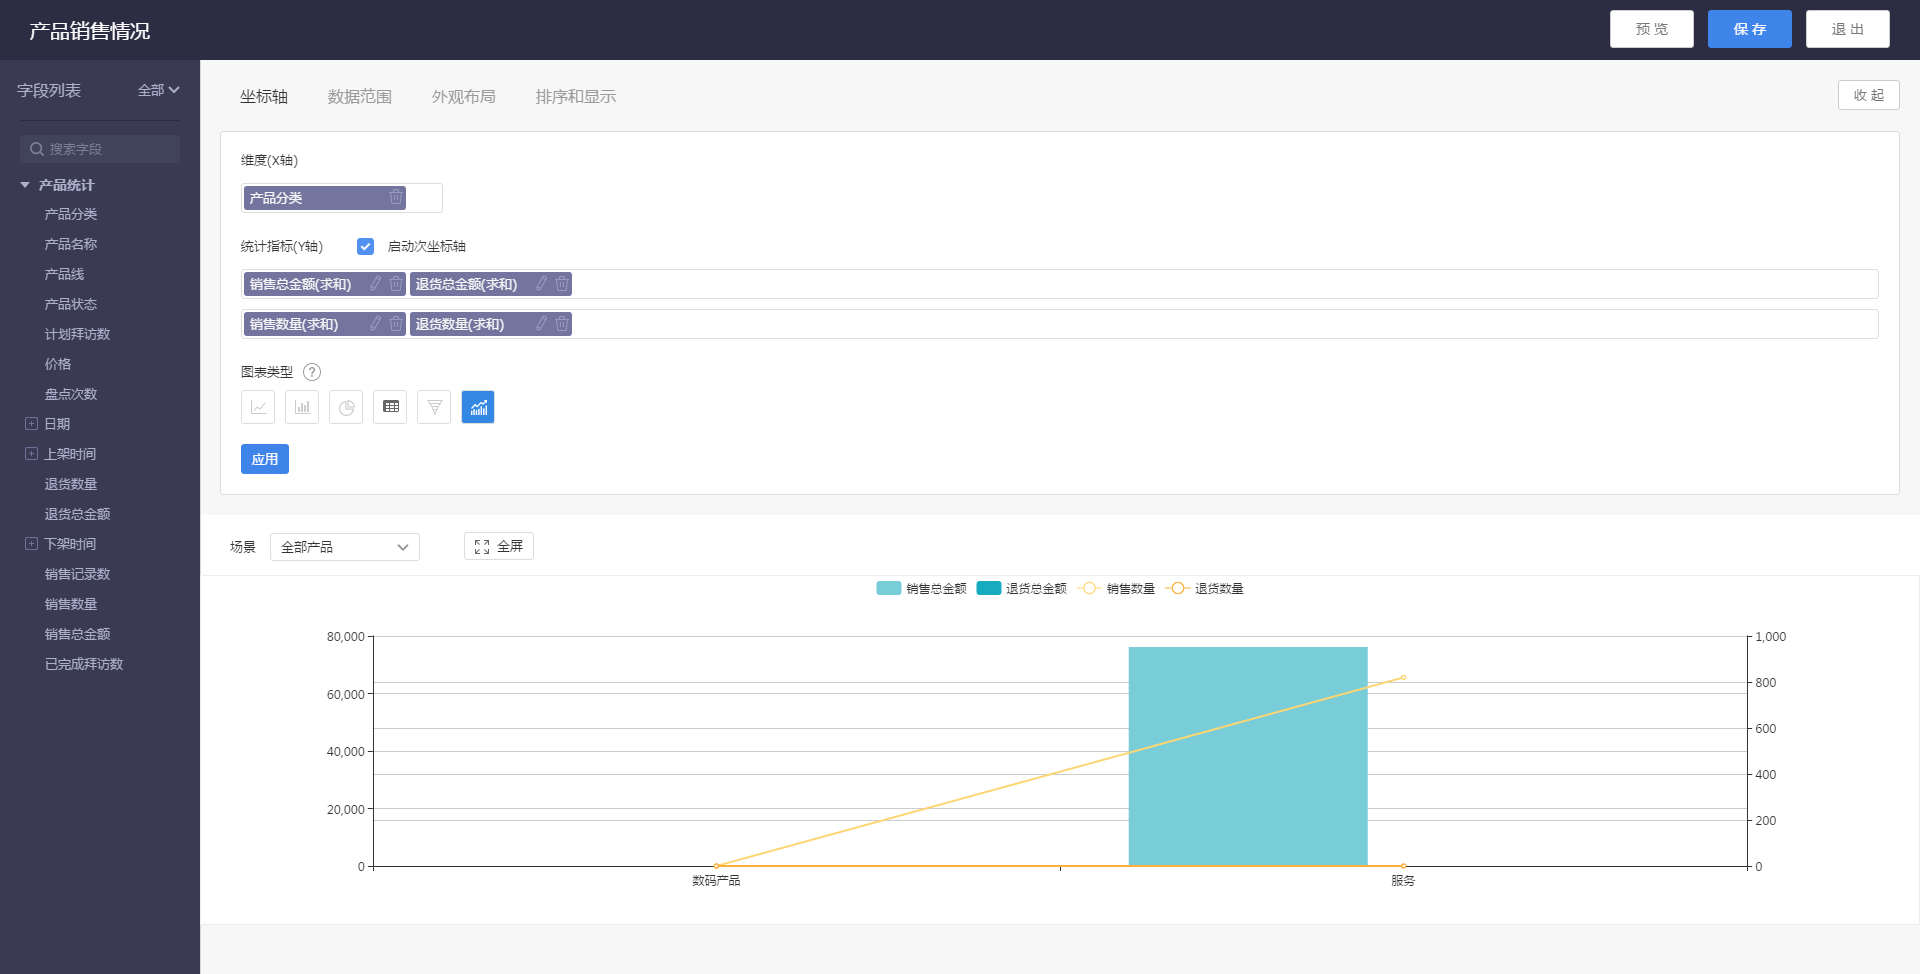 产品销售情况
预 览
保 存
退 出
字段列表
全部
搜索字段
产品统计
产品分类
产品名称
产品线
产品状态
计划拜访数
价格
盘点次数
日期
上架时间
退货数量
退货总金额
下架时间
销售记录数
销售数量
销售总金额
已完成拜访数
坐标轴
数据范围
外观布局
排序和显示
收 起
维度(X轴)
产品分类
统计指标(Y轴)
启动次坐标轴
销售总金额(求和)
退货总金额(求和)
销售数量(求和)
退货数量(求和)
图表类型
?
应用
场景
全部产品
全屏
销售总金额
退货总金额
销售数量
退货数量
80,000
60,000
40,000
20,000
0
1,000
800
600
400
200
0
数码产品
服务